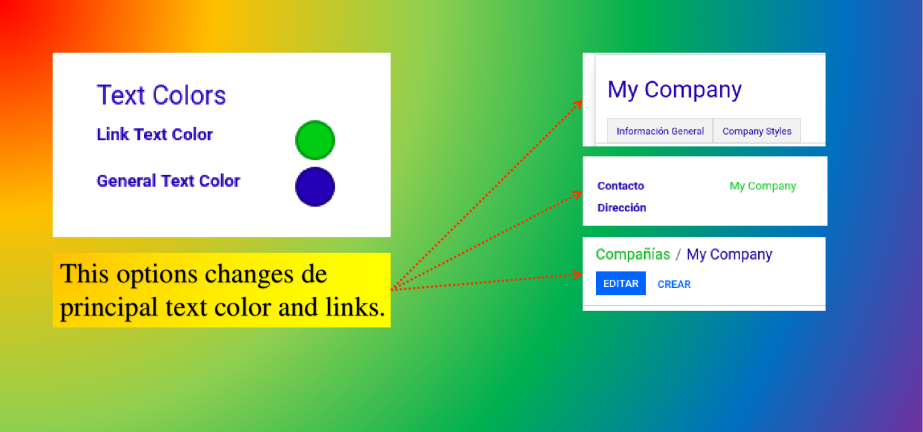 Text Colors
Link Text Color
General Text Color
This options changes de
principal text color and links.
My Company
Información General Company Styles
Contacto My Company
Dirección
Compañías / My Company
EDITAR CREAR